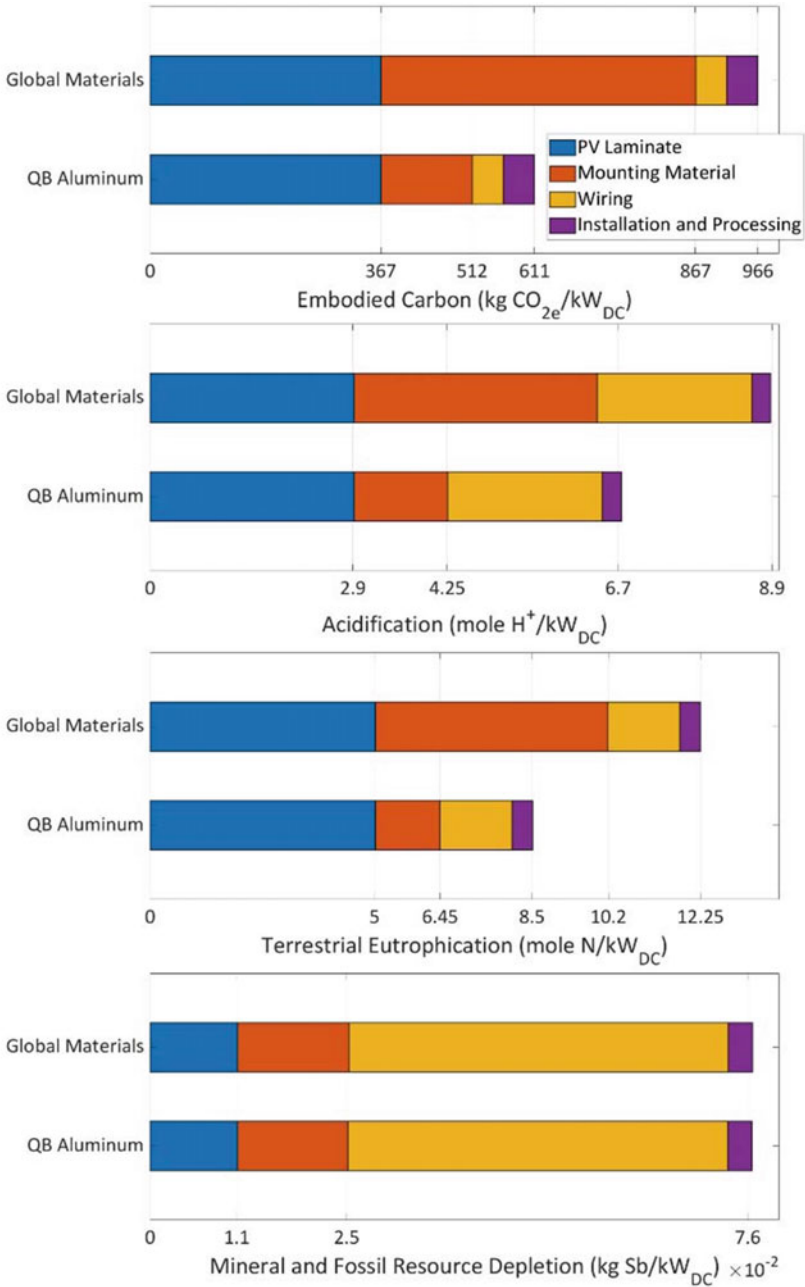 Global Materials
QB Aluminum
PV Laminate
Mounting Material
Wiring
Installation and Processing
0 367 512 611 867 966
Embodied Carbon (kg CO2e/kWDC)
Global Materials
QB Aluminum
0 2.9 4.25 6.7 8.9
Acidification (mole H+/kWDC)
Global Materials
QB Aluminum
0 5 6.45 8.5 10.2 12.25
Terrestrial Eutrophication (mole N/kWDC)
Global Materials
QB Aluminum
0 1.1 2.5 7.6
Mineral and Fossil Resource Depletion (kg Sb/kWDC) ×10-2